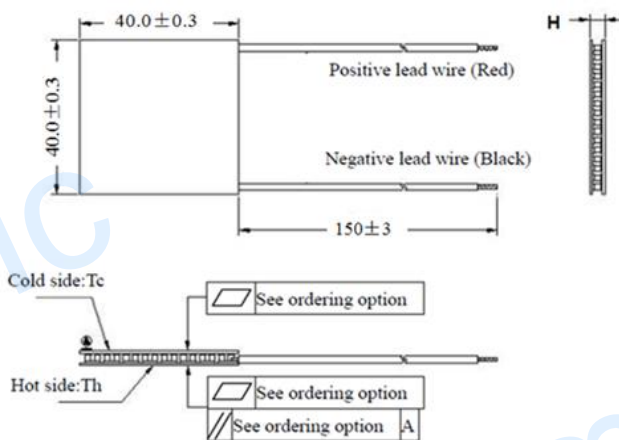 40.0±0.3
H
40.0±0.3
Positive lead wire (Red)
Negative lead wire (Black)
150±3
Cold side:Tc
See ordering option
Hot side:Th
See ordering option
See ordering option A